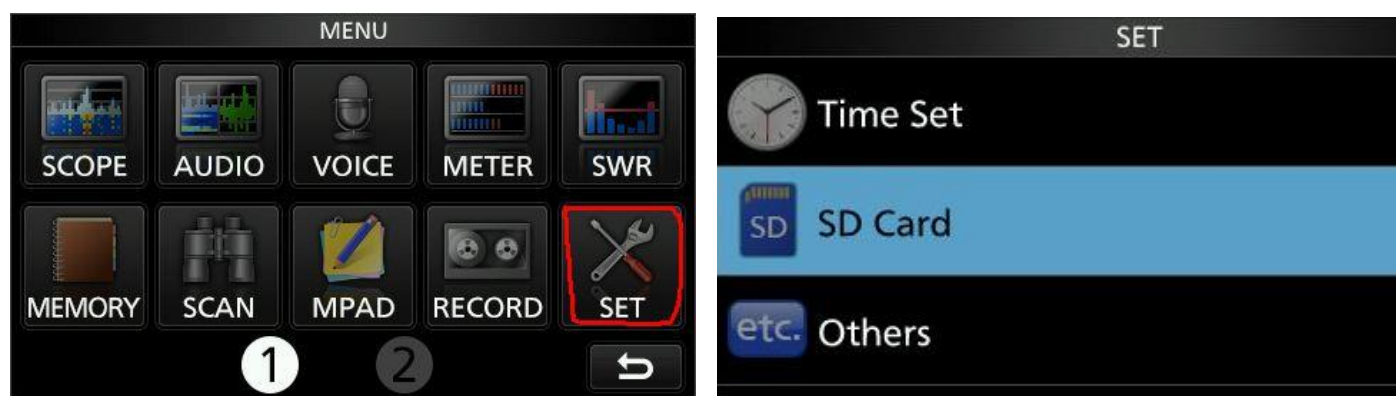 MENU
SCOPE AUDIO VOICE METER SWR
MEMORY SCAN MPAD RECORD SET
1 2
SET
Time Set
SD SD Card
etc. Others